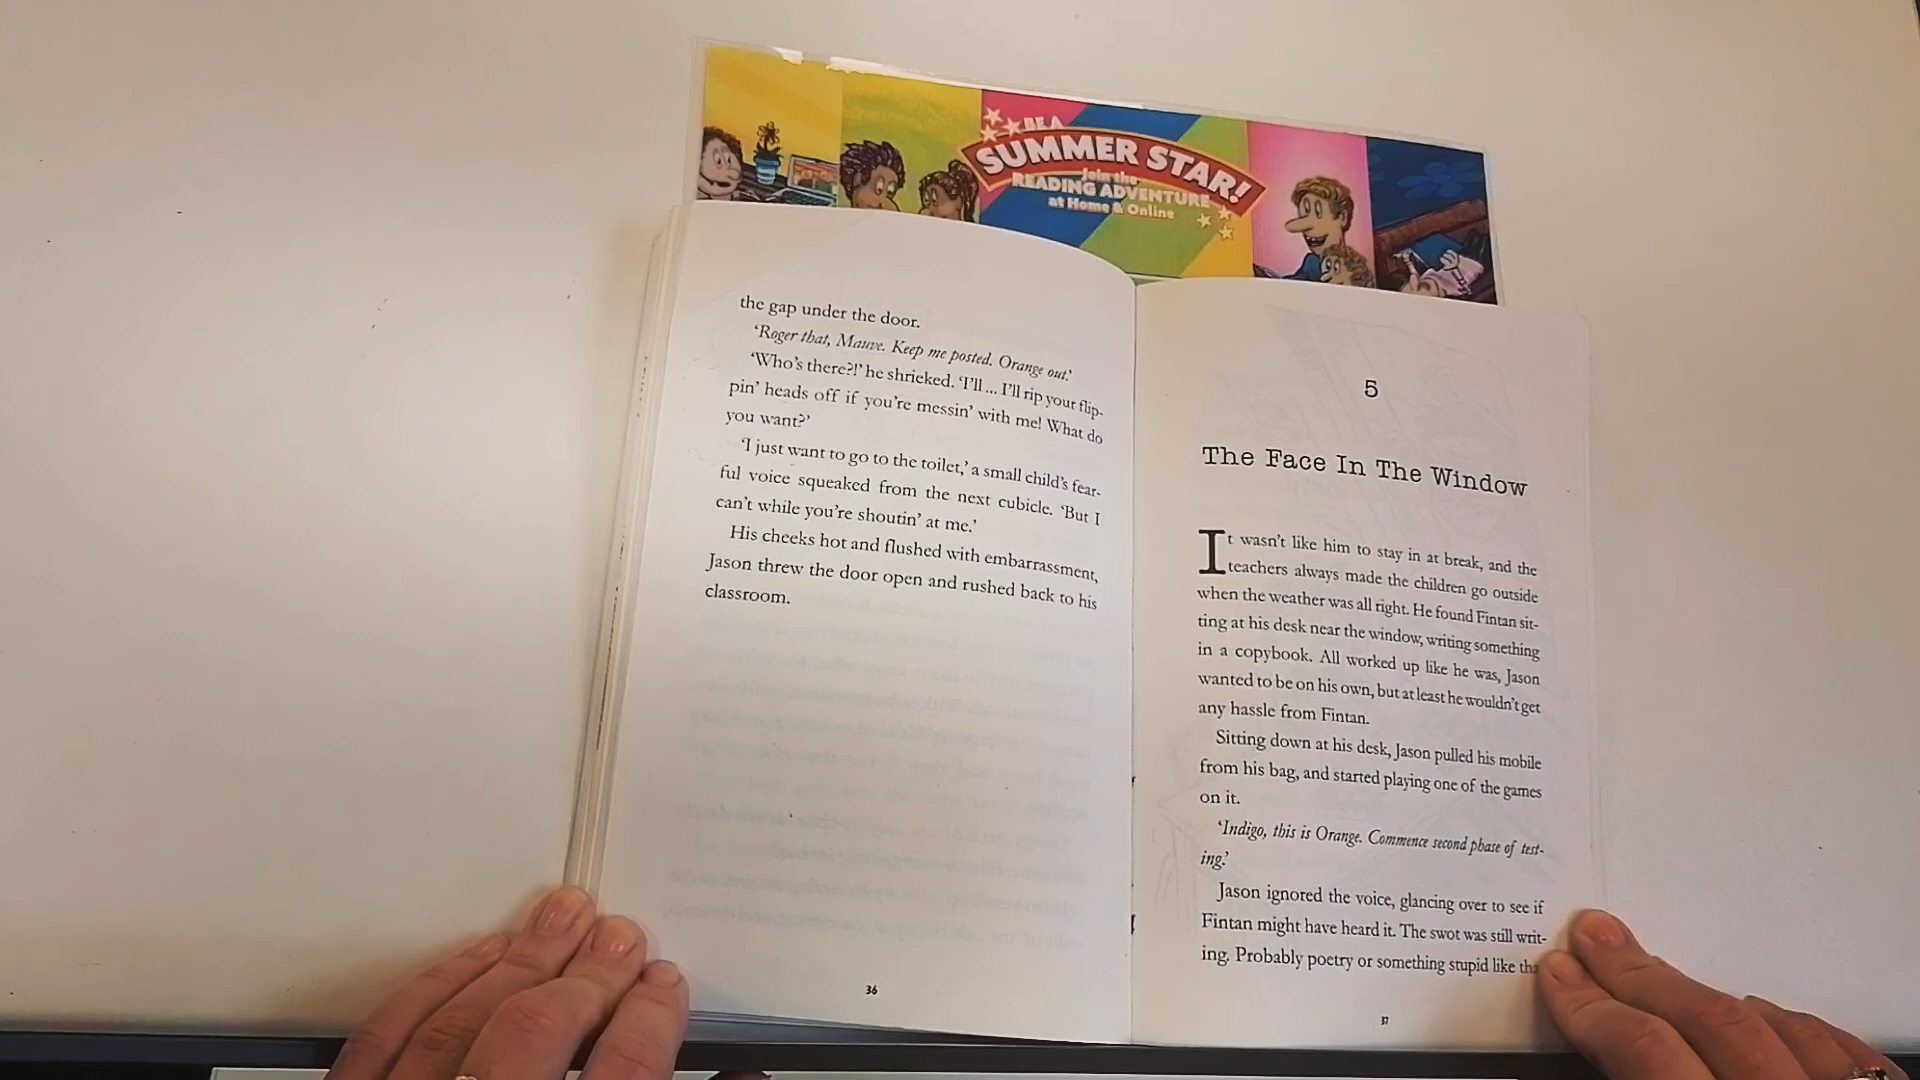 BE A
SUMMER STAR!
Join the
READING ADVENTURE
at Home & Online
the gap under the door.
‘Roger that, Mauve. Keep me posted. Orange out.’
‘Who’s there?!’ he shrieked. ‘I’ll ... I’ll rip your flip-
pin’ heads off if you’re messin’ with me! What do
you want?’
‘I just want to go to the toilet,’ a small child’s fear-
ful voice squeaked from the next cubicle. ‘But I
can’t while you’re shoutin’ at me.’
His cheeks hot and flushed with embarrassment,
Jason threw the door open and rushed back to his
classroom.
36
5
The Face In The Window
It wasn’t like him to stay in at break, and the
teachers always made the children go outside
when the weather was all right. He found Fintan sit-
ting at his desk near the window, writing something
in a copybook. All worked up like he was, Jason
wanted to be on his own, but at least he wouldn’t get
any hassle from Fintan.
Sitting down at his desk, Jason pulled his mobile
from his bag, and started playing one of the games
on it.
‘Indigo, this is Orange. Commence second phase of test-
ing.’
Jason ignored the voice, glancing over to see if
Fintan might have heard it. The swot was still writ-
ing. Probably poetry or something stupid like tha
37